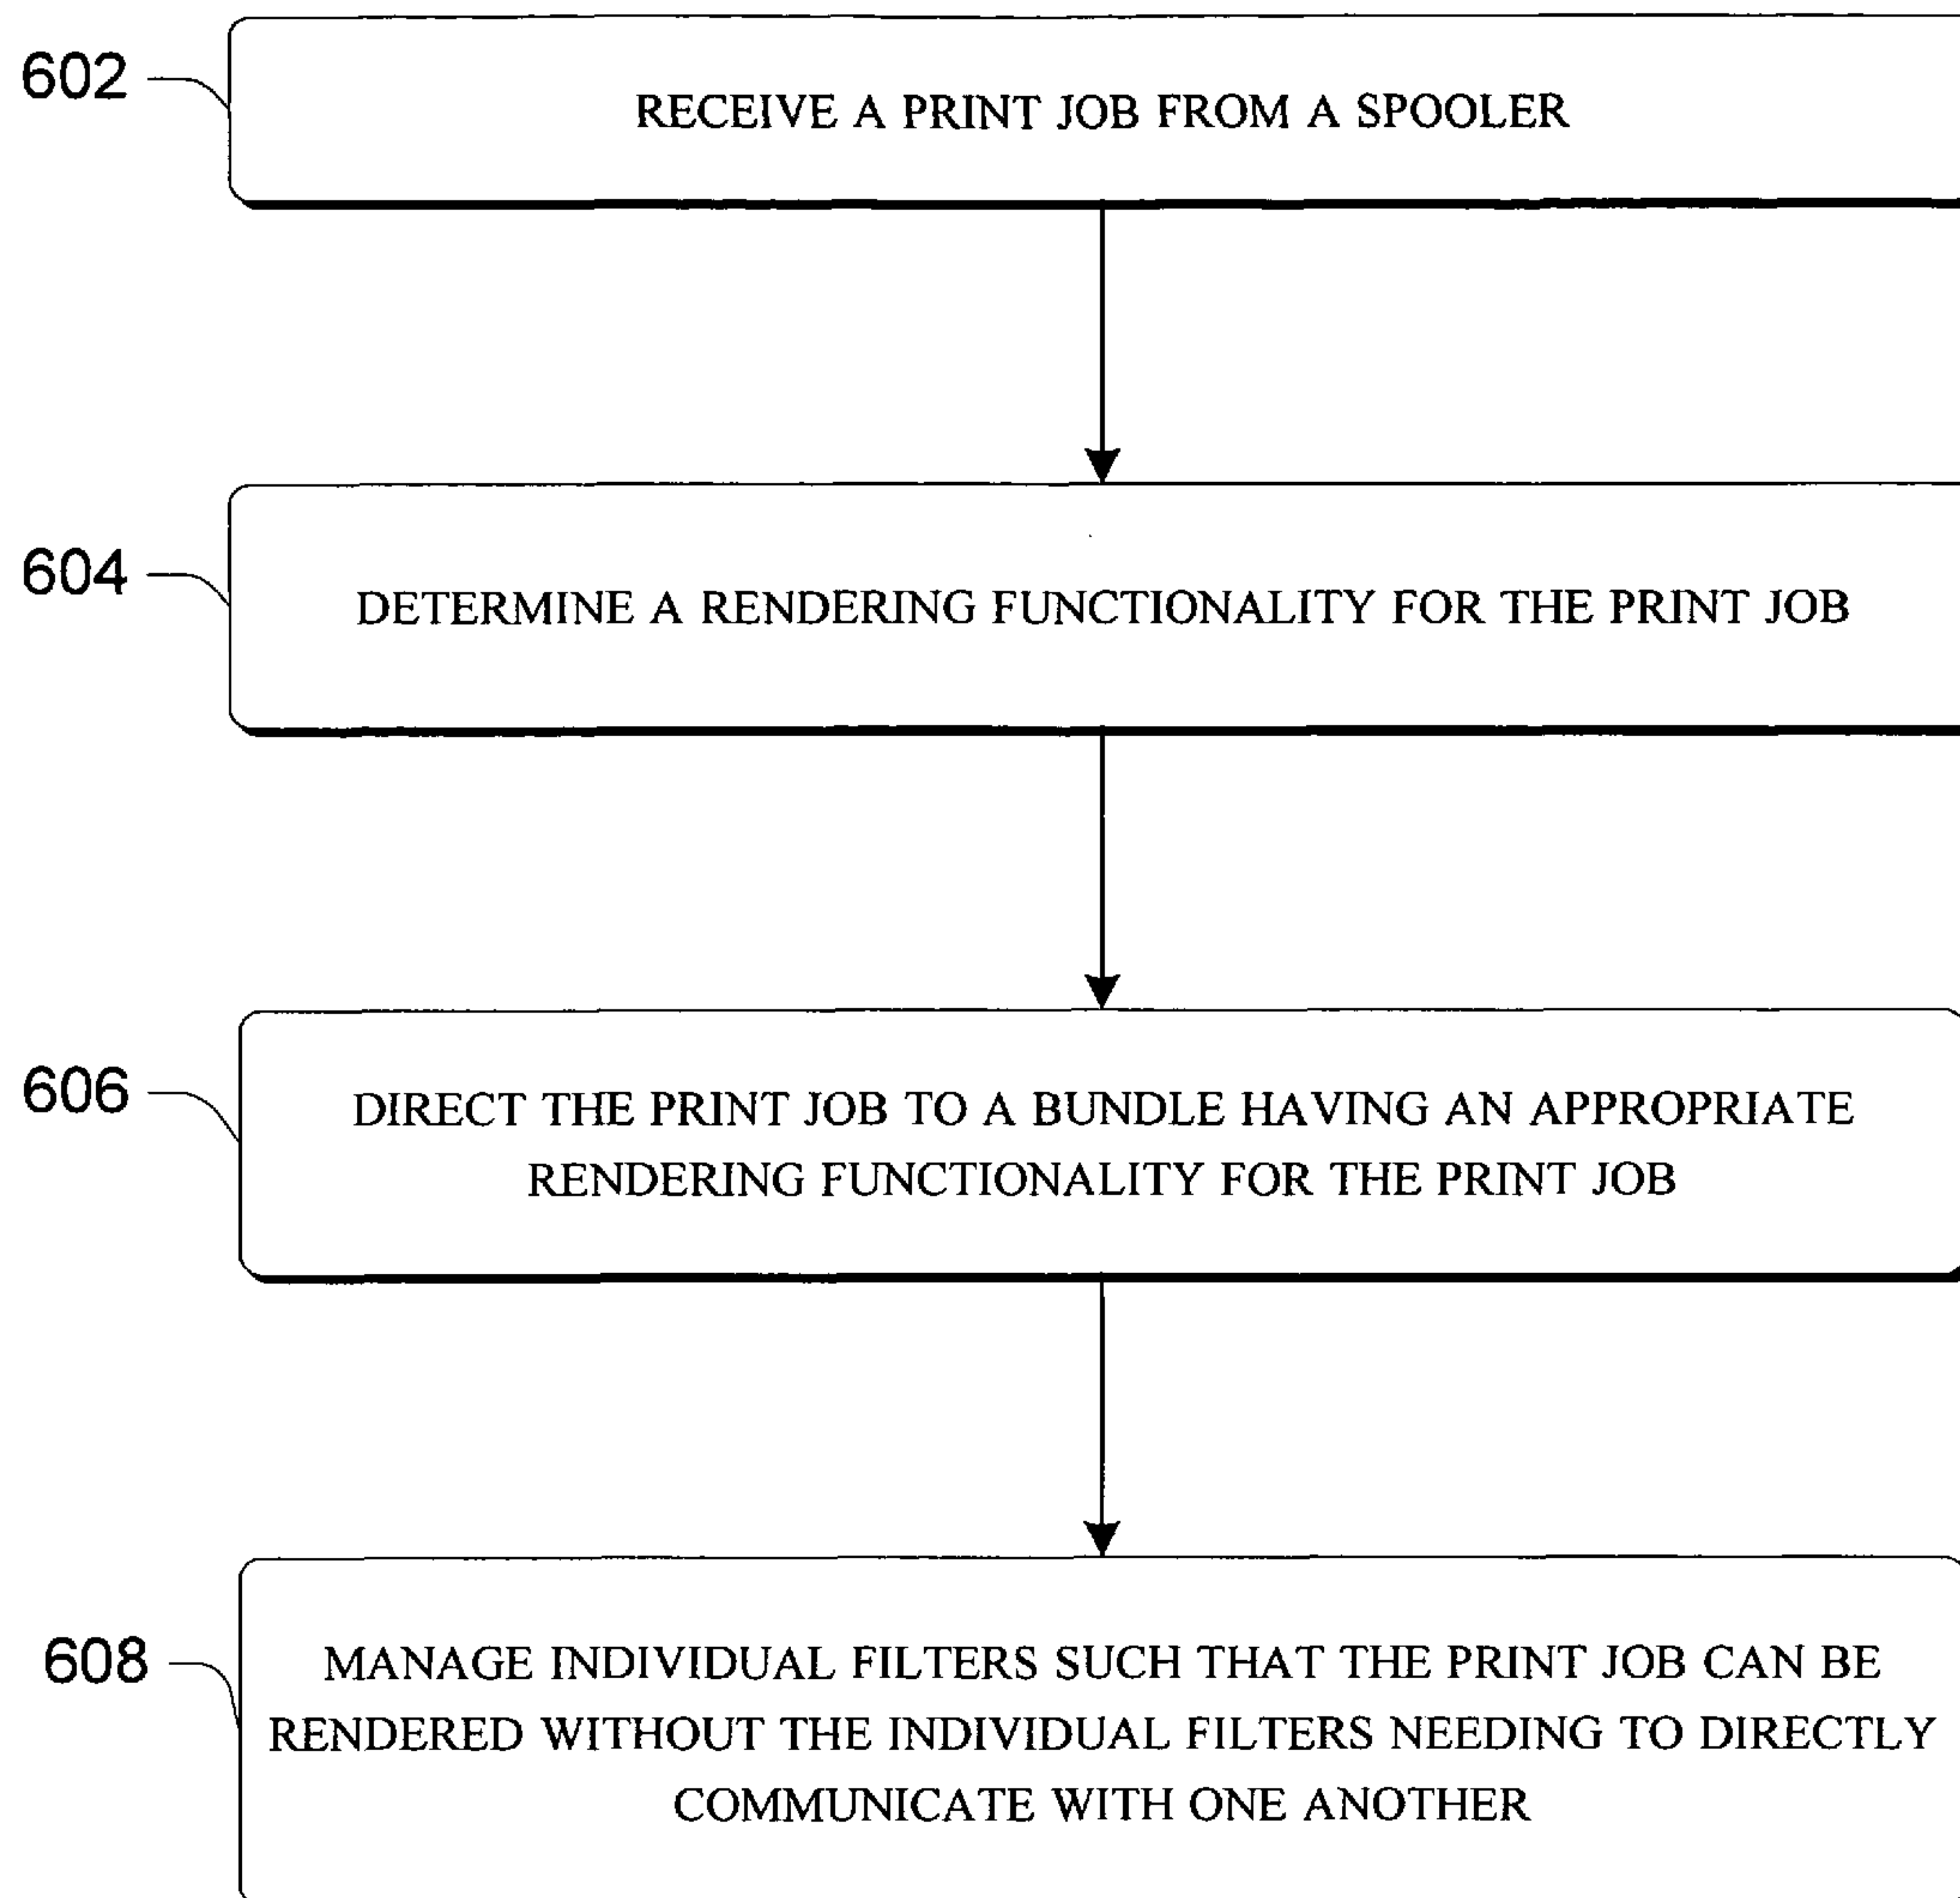 602
RECEIVE A PRINT JOB FROM A SPOOLER
604
DETERMINE A RENDERING FUNCTIONALITY FOR THE PRINT JOB
606
DIRECT THE PRINT JOB TO A BUNDLE HAVING AN APPROPRIATE
RENDERING FUNCTIONALITY FOR THE PRINT JOB
608
MANAGE INDIVIDUAL FILTERS SUCH THAT THE PRINT JOB CAN BE
RENDERED WITHOUT THE INDIVIDUAL FILTERS NEEDING TO DIRECTLY
COMMUNICATE WITH ONE ANOTHER